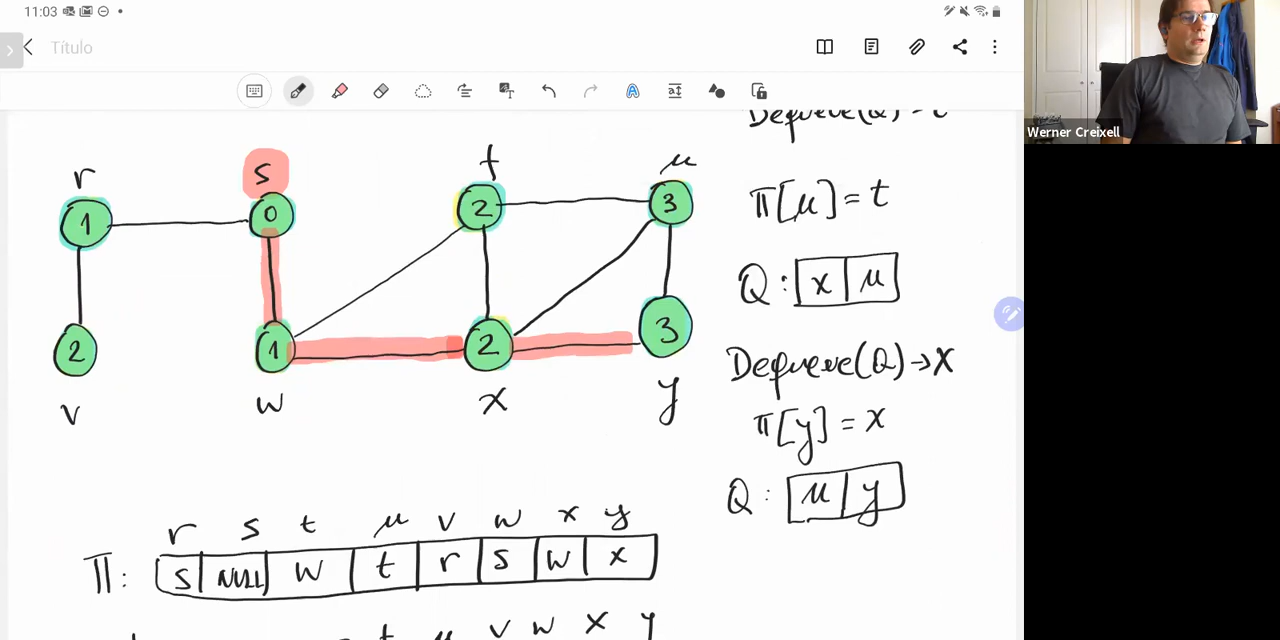 11:03
Título
Dequeue(Q) → t
r s t μ
1 0 2 3
π[μ] = t
Q: x μ
2 1 2 3
v w x y
Dequeue(Q) → x
π[y] = x
Q: μ y
r s t μ v w x y
π: s NULL w t r s w x
t μ v w x y
Werner Creixell